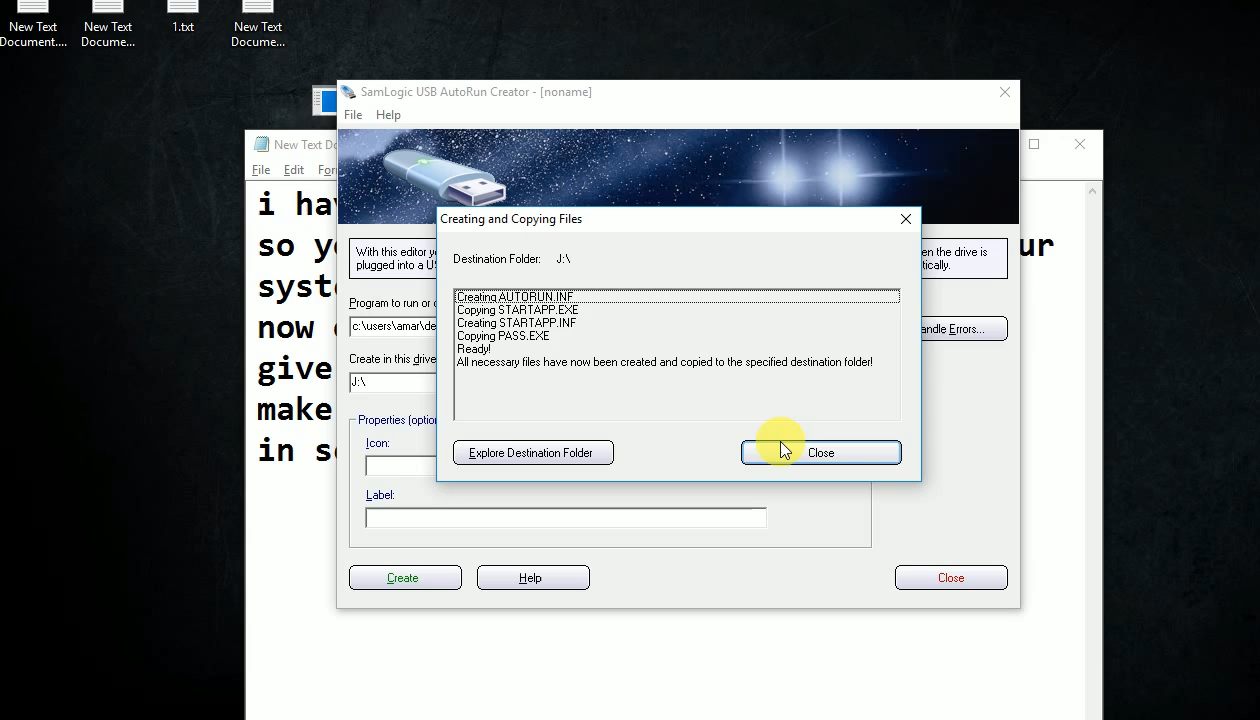 New Text
Document....
New Text
Docume...
1.txt
New Text
Docume...
SamLogic USB AutoRun Creator - [noname]
File Help
New Text Do
File Edit For
i hav
so yo
ur
syst
now
give
make
in s
With this editor y
en the drive is
plugged into a U
tically.
Program to run or o
c:\users\amar\de
andle Errors...
Create in this drive
J:\
Properties (option
Icon:
Label:
Create
Help
Close
Creating and Copying Files
Destination Folder: J:\
Creating AUTORUN.INF
Copying STARTAPP.EXE
Creating STARTAPP.INF
Copying PASS.EXE
Ready!
All necessary files have now been created and copied to the specified destination folder!
Explore Destination Folder
Close